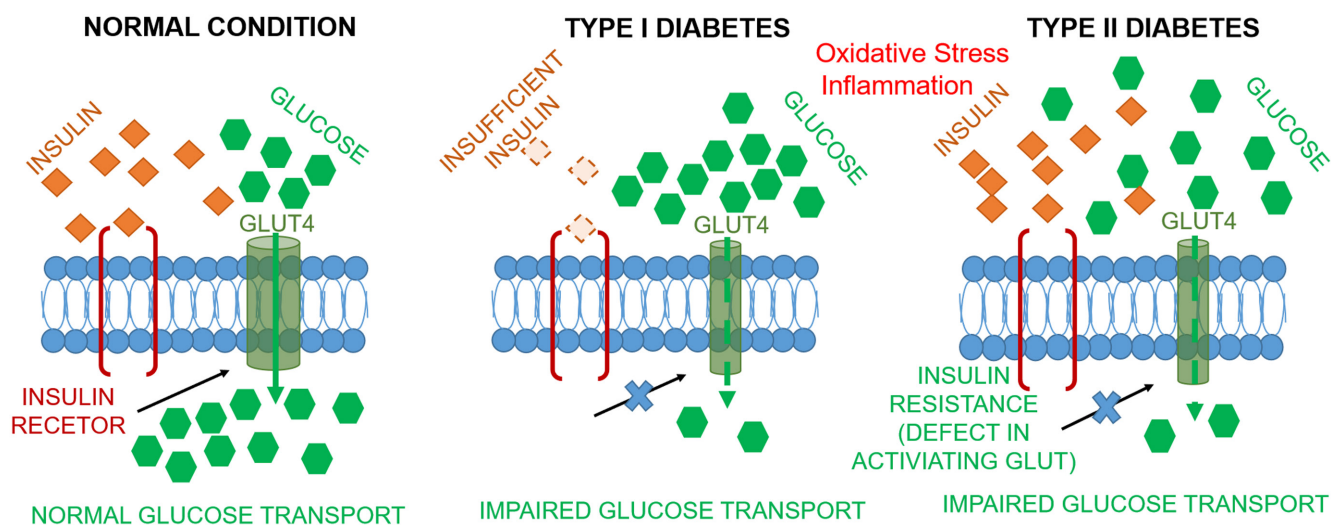 NORMAL CONDITION
INSULIN
GLUCOSE
GLUT4
INSULIN
RECETOR
NORMAL GLUCOSE TRANSPORT
TYPE I DIABETES
INSUFFICIENT
INSULIN
GLUCOSE
GLUT4
IMPAIRED GLUCOSE TRANSPORT
Oxidative Stress
Inflammation
TYPE II DIABETES
INSULIN
GLUCOSE
GLUT4
INSULIN
RESISTANCE
(DEFECT IN
ACTIVIATING GLUT)
IMPAIRED GLUCOSE TRANSPORT